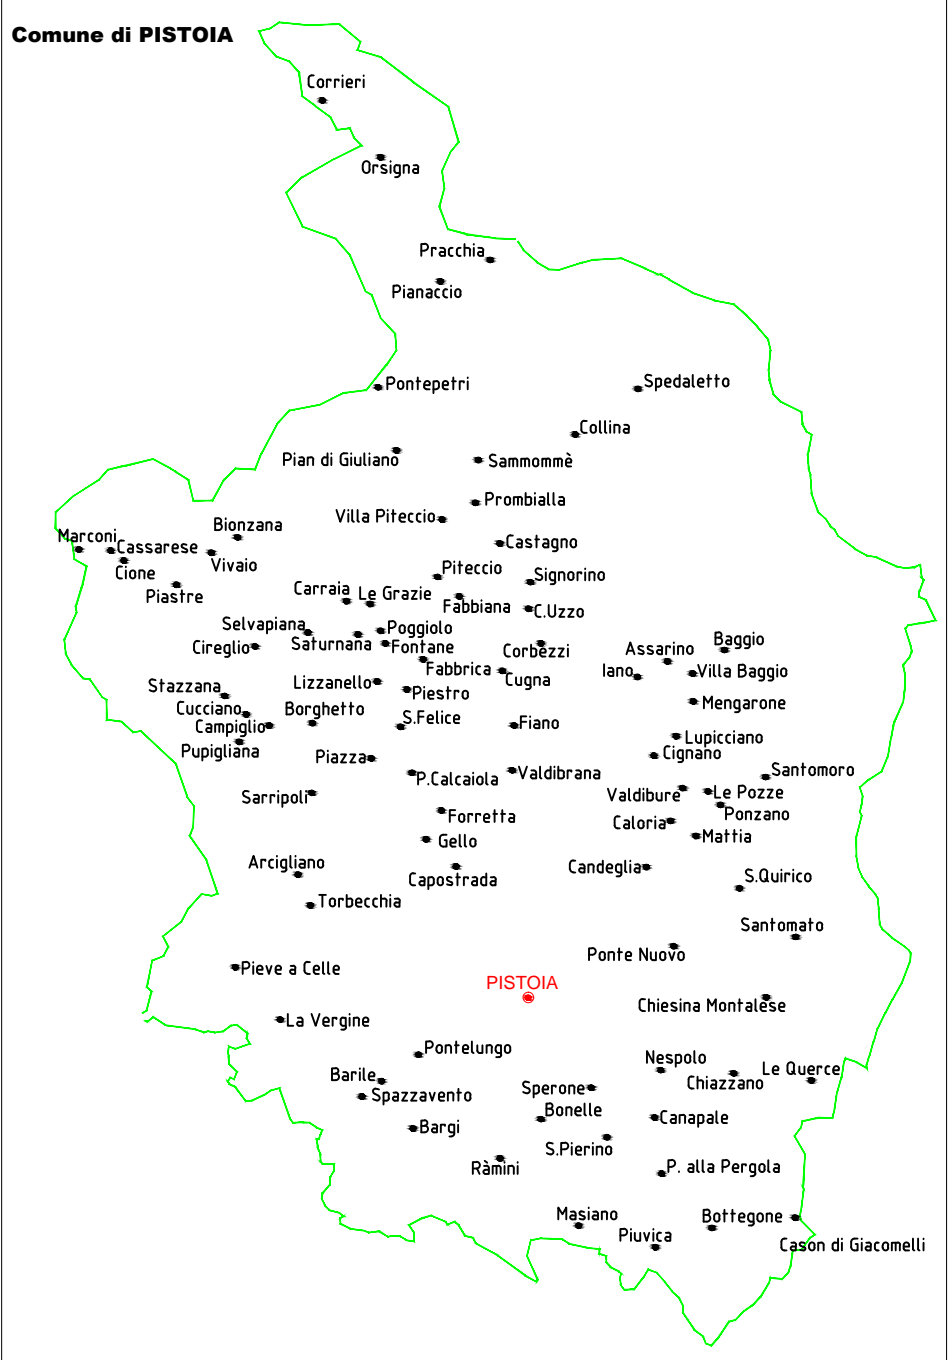 Comune di PISTOIA
Corrieri
Orsigna
Pracchia
Pianaccio
Pontepetri
Spedaletto
Collina
Pian di Giuliano
Sammommè
Prombialla
Villa Piteccio
Bionzana
Marconi
Cassarese
Castagno
Vivaio
Cione
Piteccio
Signorino
Piastre
Carraia
Le Grazie
Fabbiana
C.Uzzo
Selvapiana
Poggiolo
Cireglio
Saturnana
Fontane
Corbezzi
Assarino
Baggio
Fabbrica
Cugna
Iano
Villa Baggio
Stazzana
Lizzanello
Piestro
Mengarone
Cucciano
Borghetto
Campiglio
S.Felice
Fiano
Pupigliana
Lupicciano
Cignano
Piazza
P.Calcaiola
Valdibrana
Santomoro
Sarripoli
Valdibure
Le Pozze
Ponzano
Forretta
Caloria
Mattia
Gello
Arcigliano
Capostrada
Candeglia
S.Quirico
Torbecchia
Santomato
Ponte Nuovo
Pieve a Celle
PISTOIA
Chiesina Montalese
La Vergine
Pontelungo
Nespolo
Le Querce
Barile
Chiazzano
Spazzavento
Sperone
Bonelle
Canapale
Bargi
S.Pierino
Ràmini
P. alla Pergola
Masiano
Bottegone
Piuvica
Cason di Giacomelli